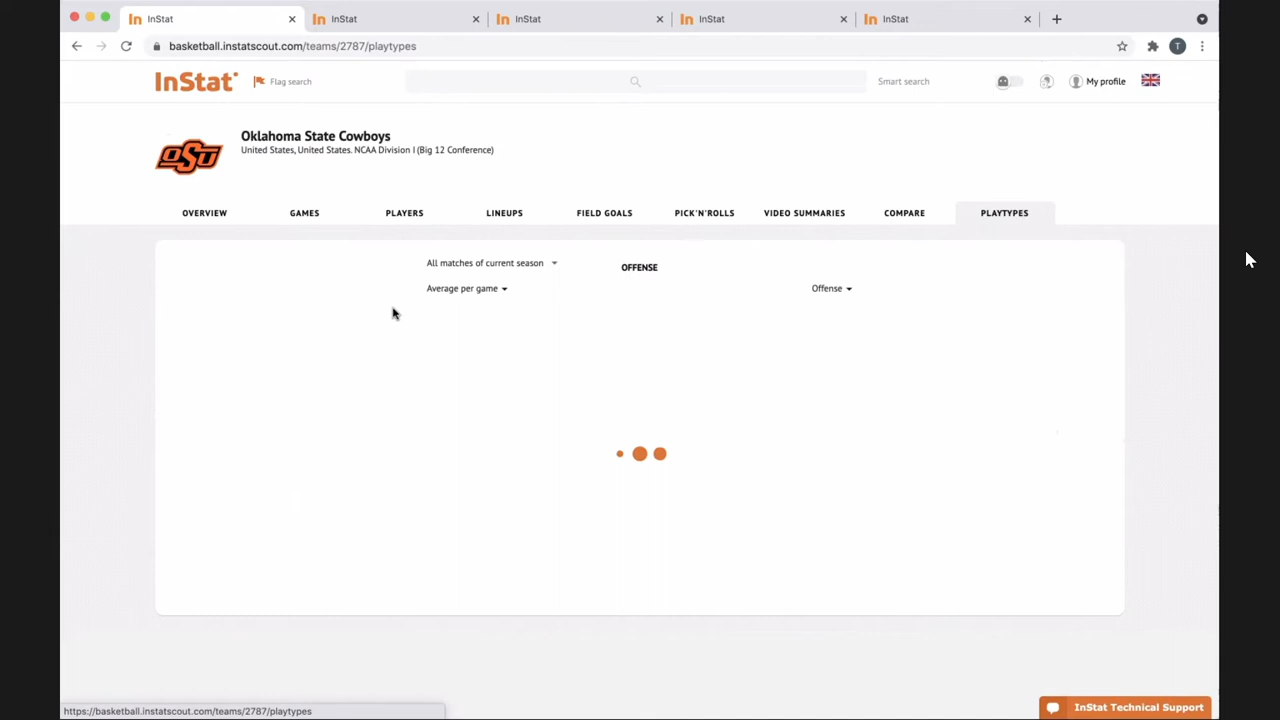 InStat
InStat
InStat
InStat
InStat
basketball.instatscout.com/teams/2787/playtypes
T
InStat
Flag search
Smart search
My profile
Oklahoma State Cowboys
United States, United States. NCAA Division I (Big 12 Conference)
OSU
OVERVIEW
GAMES
PLAYERS
LINEUPS
FIELD GOALS
PICK'N'ROLLS
VIDEO SUMMARIES
COMPARE
PLAYTYPES
All matches of current season
OFFENSE
Average per game
Offense
https://basketball.instatscout.com/teams/2787/playtypes
InStat Technical Support